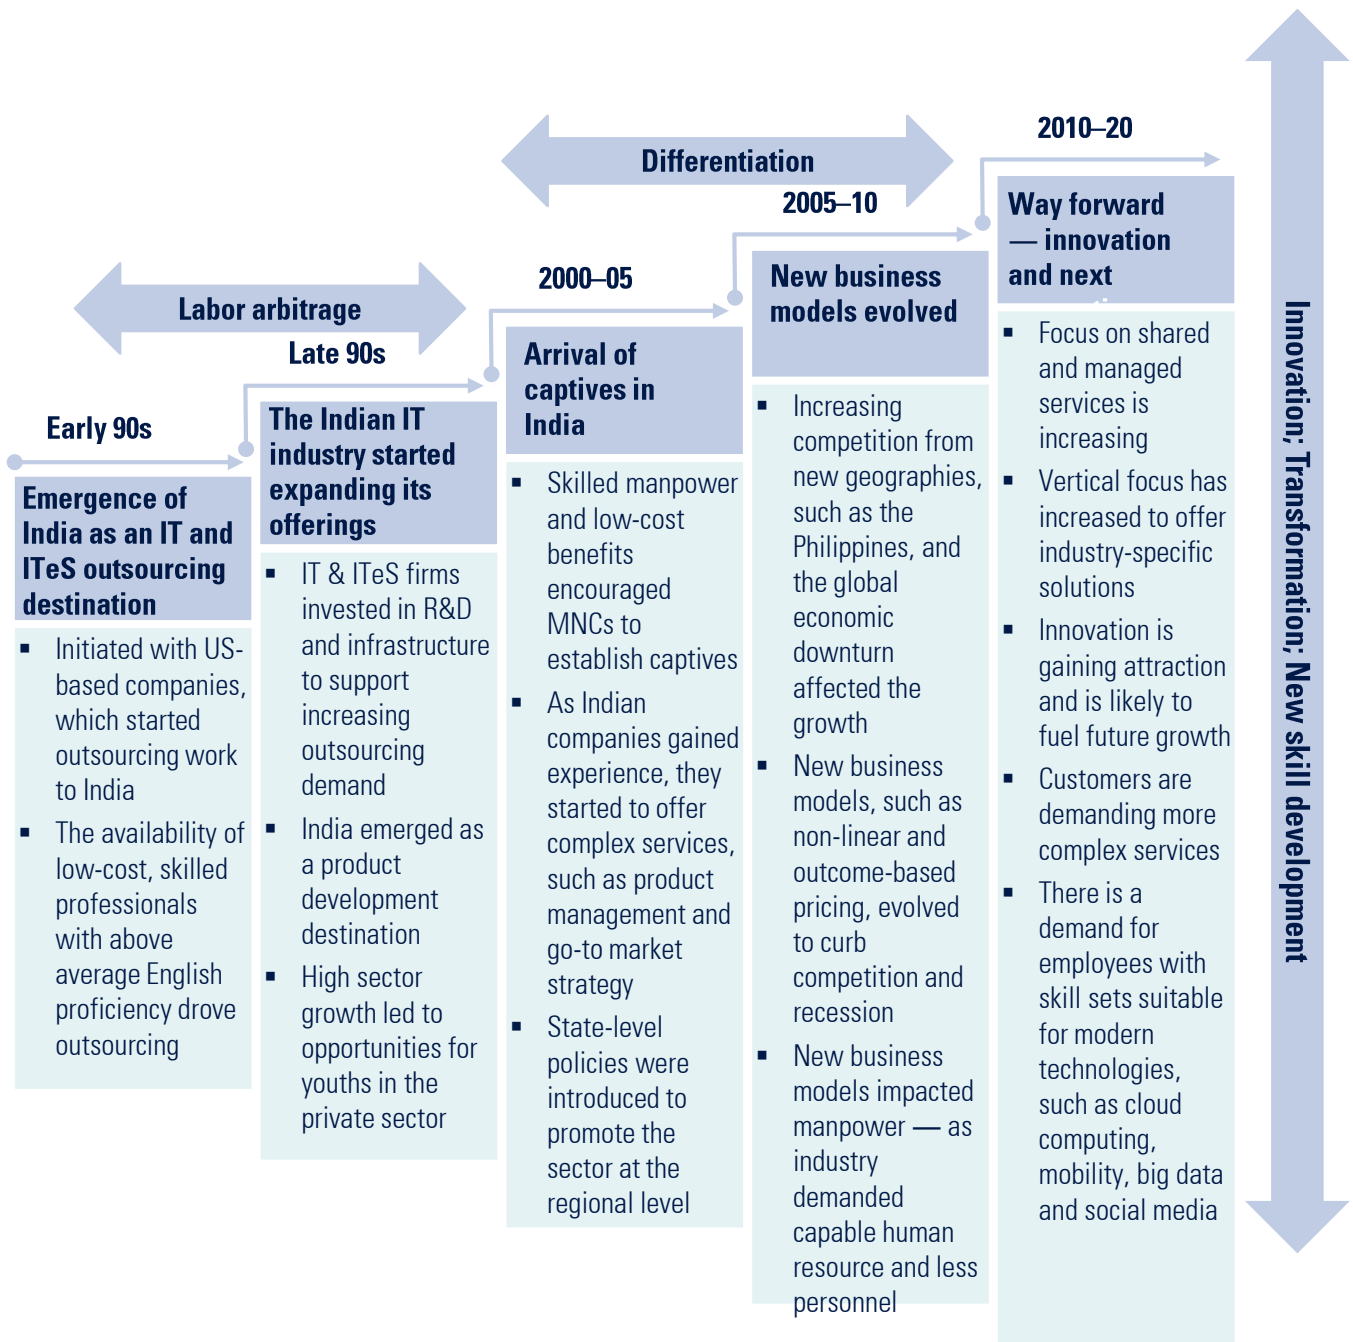 Labor arbitrage
Differentiation
Early 90s
Emergence of
India as an IT and
ITeS outsourcing
destination
▪ Initiated with US-
based companies,
which started
outsourcing work
to India
▪ The availability of
low-cost, skilled
professionals
with above
average English
proficiency drove
outsourcing
Late 90s
The Indian IT
industry started
expanding its
offerings
▪ IT & ITeS firms
invested in R&D
and infrastructure
to support
increasing
outsourcing
demand
▪ India emerged as
a product
development
destination
▪ High sector
growth led to
opportunities for
youths in the
private sector
2000–05
Arrival of
captives in
India
▪ Skilled manpower
and low-cost
benefits
encouraged
MNCs to
establish captives
▪ As Indian
companies gained
experience, they
started to offer
complex services,
such as product
management and
go-to market
strategy
▪ State-level
policies were
introduced to
promote the
sector at the
regional level
2005–10
New business
models evolved
▪ Increasing
competition from
new geographies,
such as the
Philippines, and
the global
economic
downturn
affected the
growth
▪ New business
models, such as
non-linear and
outcome-based
pricing, evolved
to curb
competition and
recession
▪ New business
models impacted
manpower — as
industry
demanded
capable human
resource and less
personnel
2010–20
Way forward
— innovation
and next
▪ Focus on shared
and managed
services is
increasing
▪ Vertical focus has
increased to offer
industry-specific
solutions
▪ Innovation is
gaining attraction
and is likely to
fuel future growth
▪ Customers are
demanding more
complex services
▪ There is a
demand for
employees with
skill sets suitable
for modern
technologies,
such as cloud
computing,
mobility, big data
and social media
Innovation; Transformation; New skill development